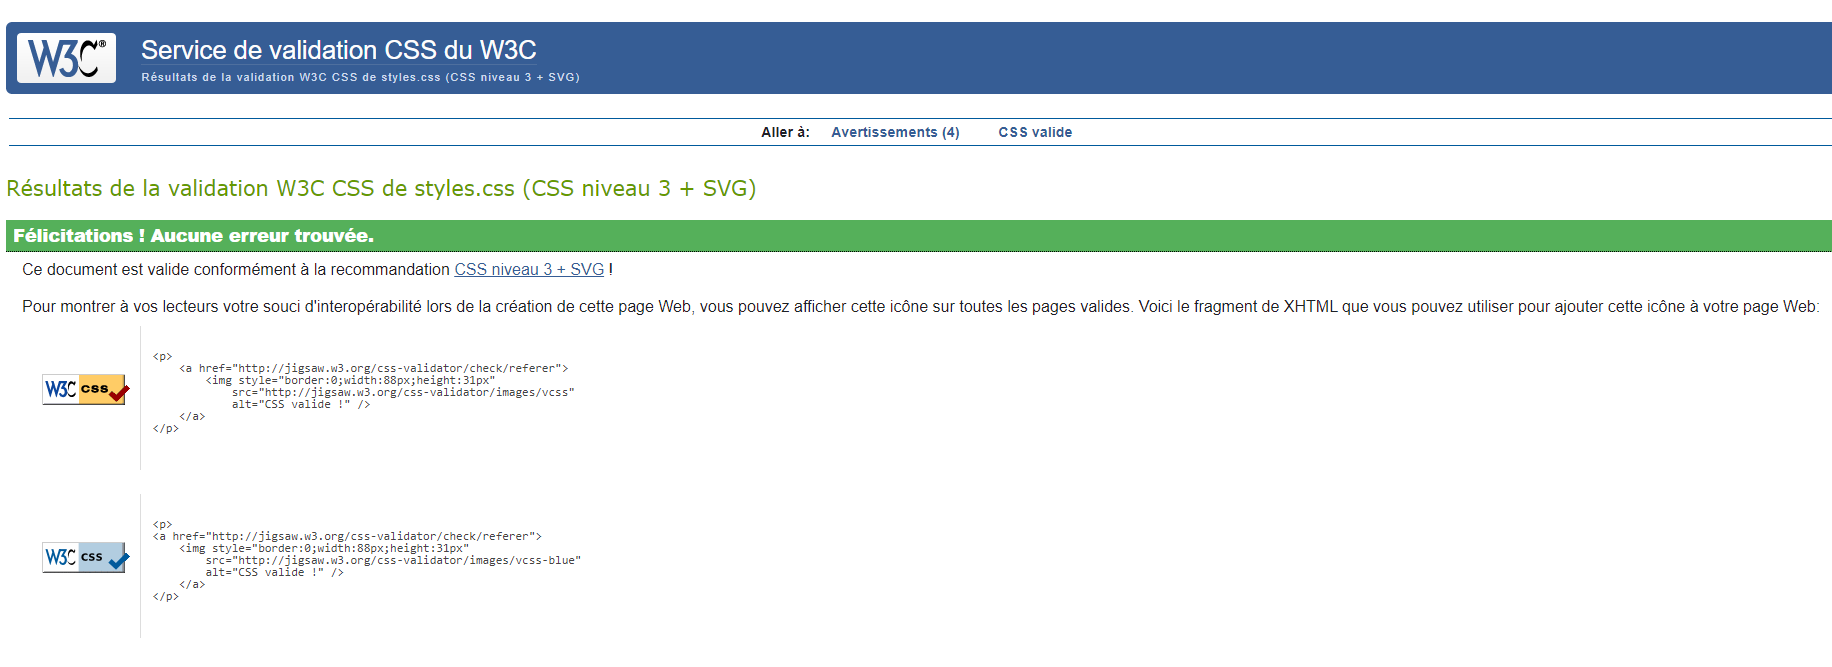 W3C®
Service de validation CSS du W3C
Résultats de la validation W3C CSS de styles.css (CSS niveau 3 + SVG)
Aller à: Avertissements (4) CSS valide
Résultats de la validation W3C CSS de styles.css (CSS niveau 3 + SVG)
Félicitations ! Aucune erreur trouvée.
Ce document est valide conformément à la recommandation CSS niveau 3 + SVG !
Pour montrer à vos lecteurs votre souci d'interopérabilité lors de la création de cette page Web, vous pouvez afficher cette icône sur toutes les pages valides. Voici le fragment de XHTML que vous pouvez utiliser pour ajouter cette icône à votre page Web:
W3C css
<p>
<a href="http://jigsaw.w3.org/css-validator/check/referer">
<img style="border:0;width:88px;height:31px"
src="http://jigsaw.w3.org/css-validator/images/vcss"
alt="CSS valide !" />
</a>
</p>
W3C css
<p>
<a href="http://jigsaw.w3.org/css-validator/check/referer">
<img style="border:0;width:88px;height:31px"
src="http://jigsaw.w3.org/css-validator/images/vcss-blue"
alt="CSS valide !" />
</a>
</p>